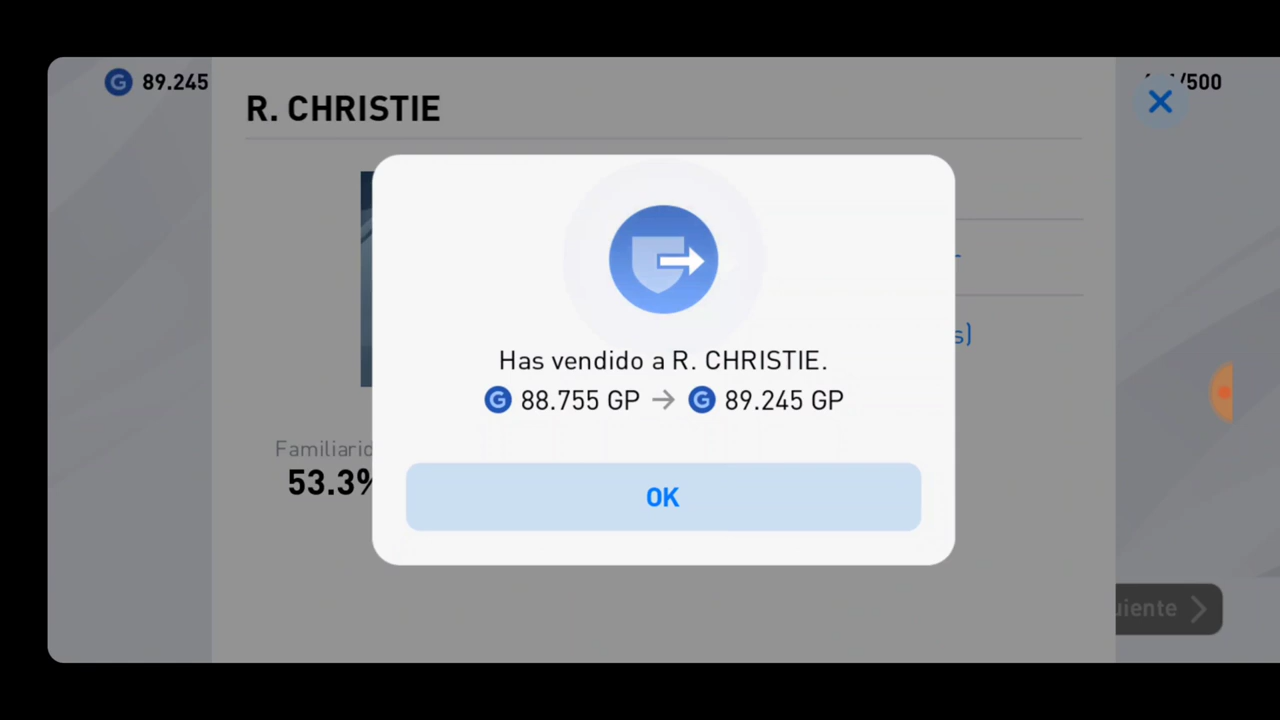 89.245
/500
R. CHRISTIE
Has vendido a R. CHRISTIE.
88.755 GP → 89.245 GP
s)
Familiarid
53.3%
OK
uiente